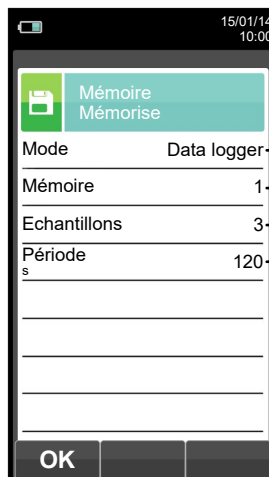 15/01/14
10:00
Mémoire
Mémorise
Mode Data logger
Mémoire 1
Echantillons 3
Période 120
s
OK